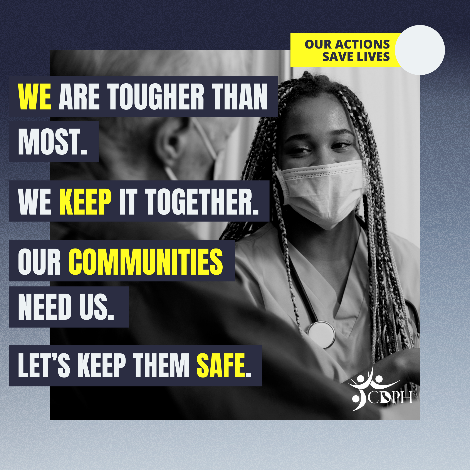 OUR ACTIONS
SAVE LIVES
WE ARE TOUGHER THAN
MOST.
WE KEEP IT TOGETHER.
OUR COMMUNITIES
NEED US.
LET'S KEEP THEM SAFE.
CDPH